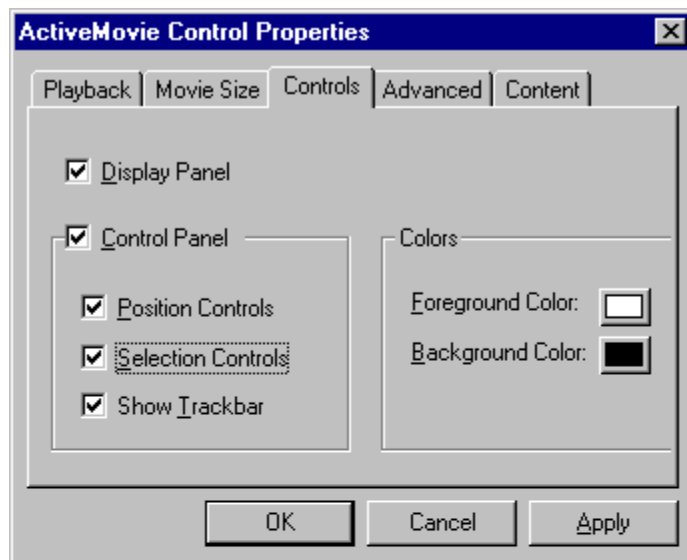 ActiveMovie Control Properties
Playback Movie Size Controls Advanced Content
Display Panel
Control Panel
Position Controls
Selection Controls
Show Trackbar
Colors
Foreground Color:
Background Color:
OK Cancel Apply